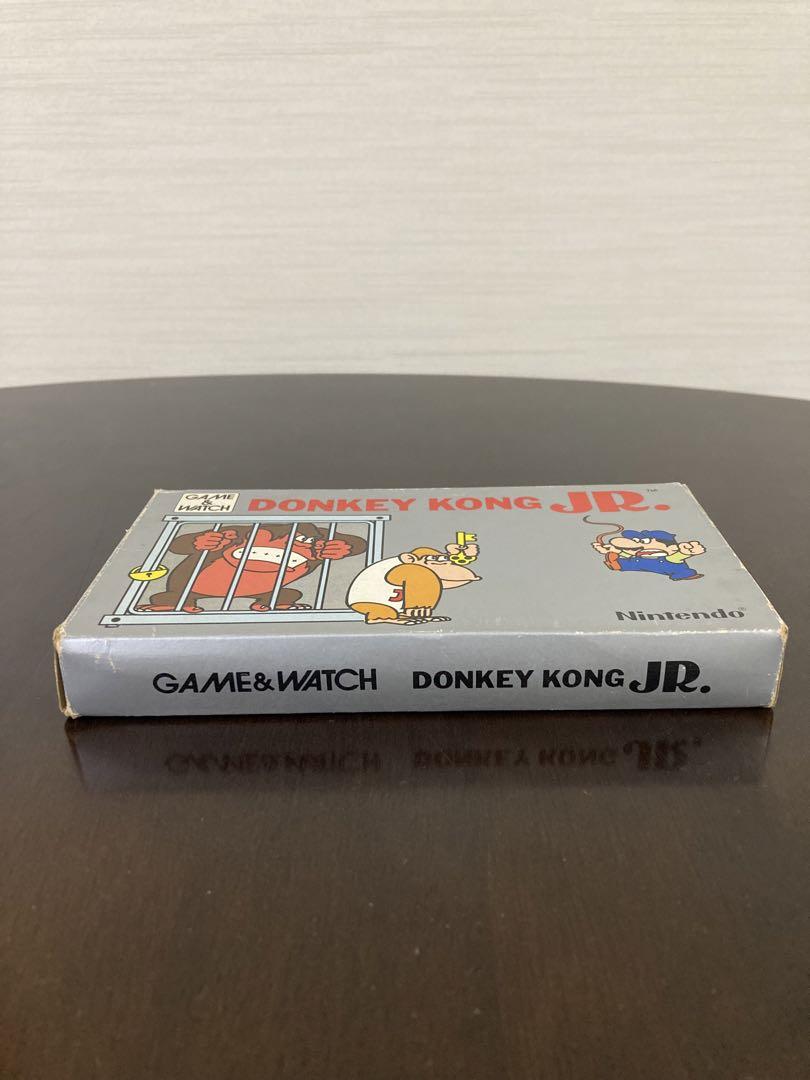 GAME
&
WATCH
DONKEY KONG JR.™
J
Nintendo®
GAME&WATCH DONKEY KONG JR.